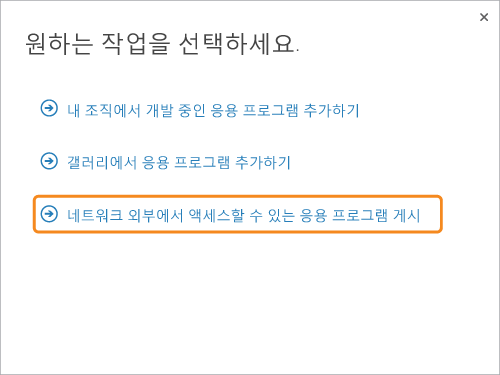 원하는 작업을 선택하세요.
내 조직에서 개발 중인 응용 프로그램 추가하기
갤러리에서 응용 프로그램 추가하기
네트워크 외부에서 액세스할 수 있는 응용 프로그램 게시